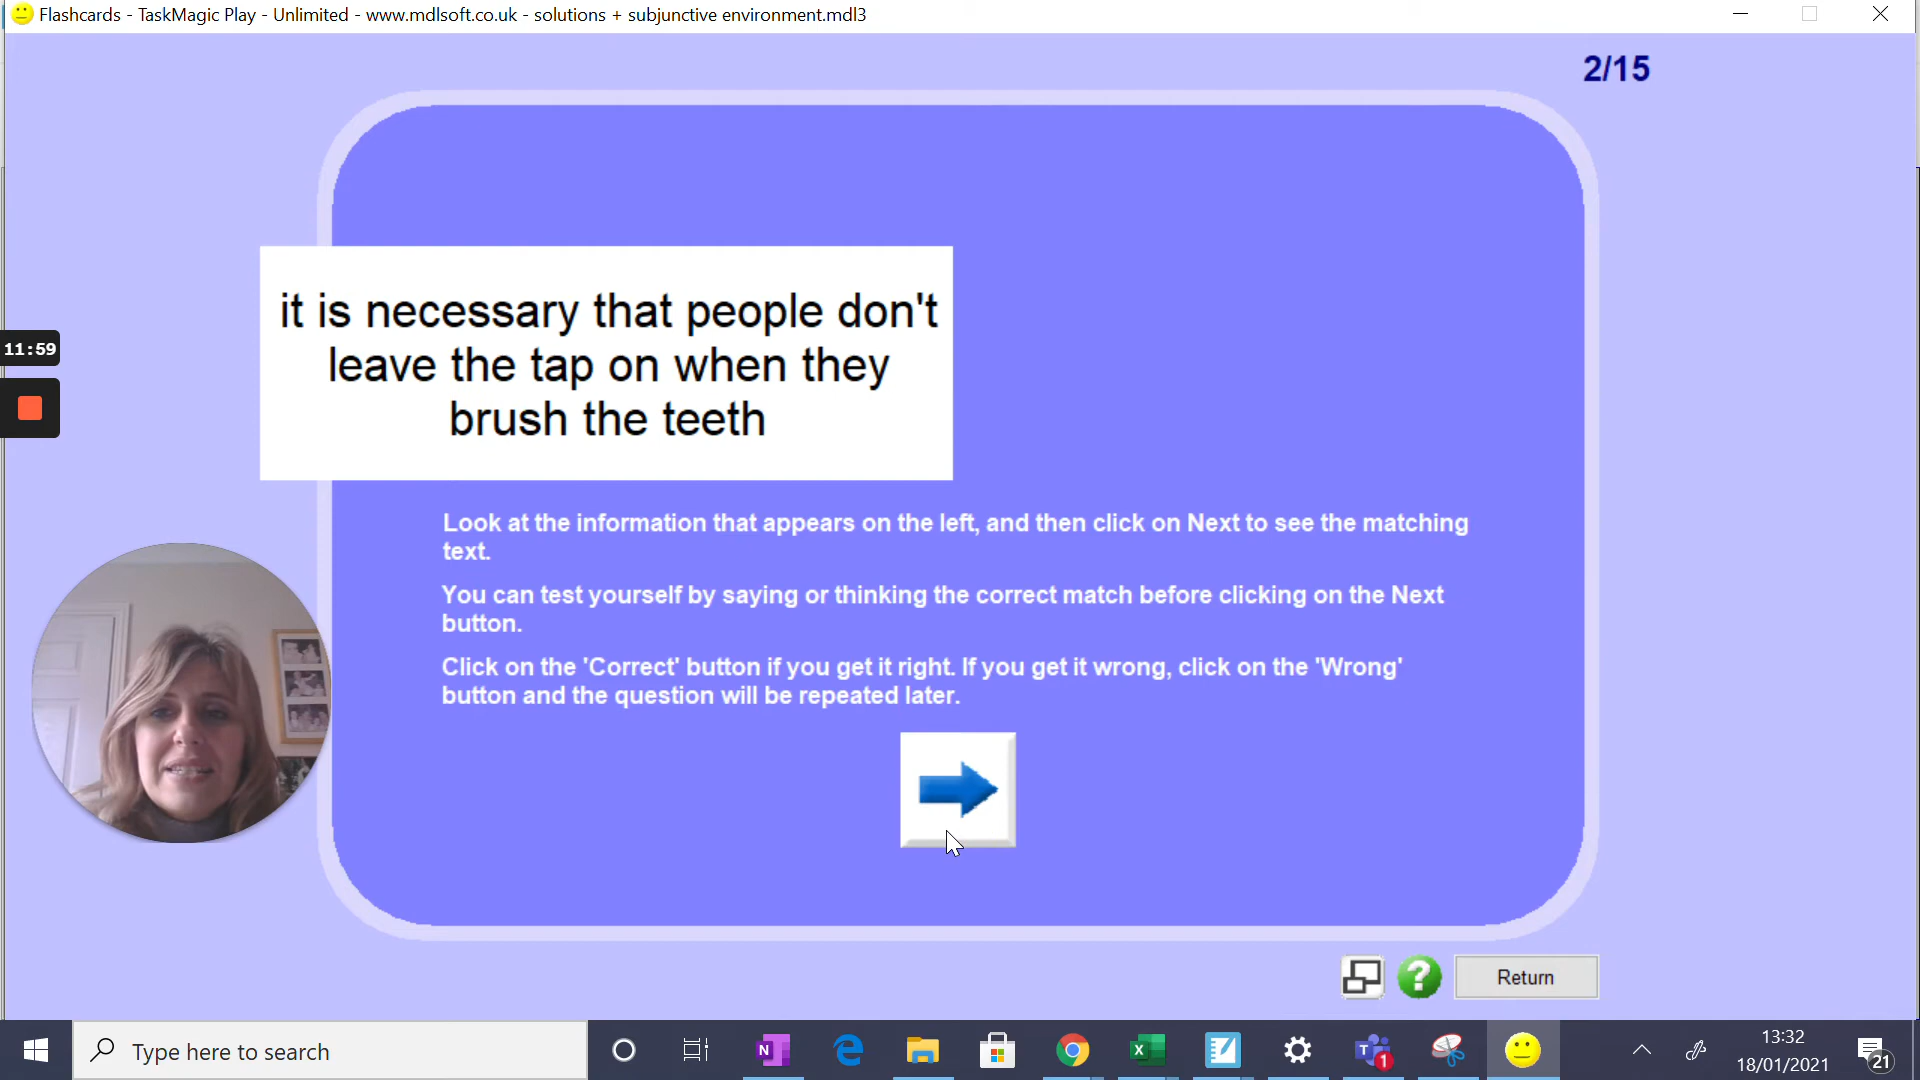 Flashcards - TaskMagic Play - Unlimited - www.mdlsoft.co.uk - solutions + subjunctive environment.mdl3
2/15
it is necessary that people don't
leave the tap on when they
brush the teeth
11:59
Look at the information that appears on the left, and then click on Next to see the matching
text.
You can test yourself by saying or thinking the correct match before clicking on the Next
button.
Click on the 'Correct' button if you get it right. If you get it wrong, click on the 'Wrong'
button and the question will be repeated later.
?
Return
Type here to search
N
X
T
1
13:32
18/01/2021
21